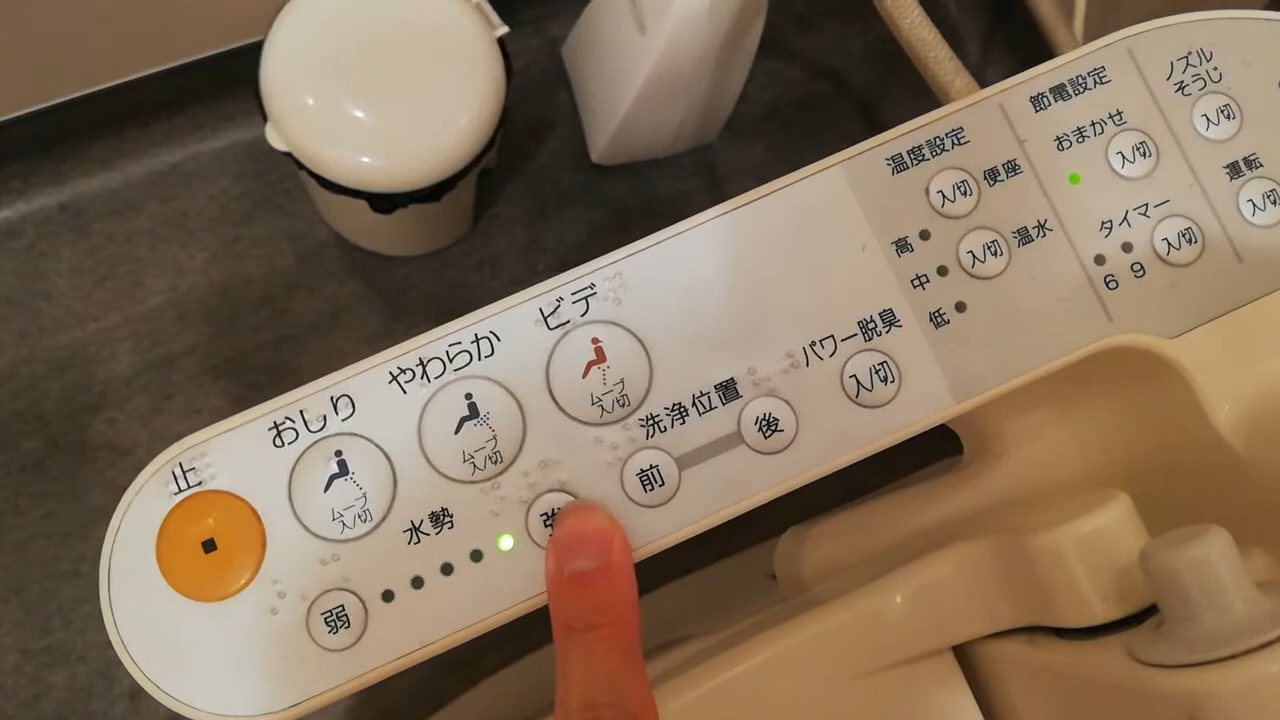 止
おしり
ムーブ
入/切
やわらか
ムーブ
入/切
ビデ
ムーブ
入/切
水勢
弱
強
洗浄位置
前
後
パワー脱臭
入/切
温度設定
入/切
便座
高
中
低
入/切
温水
節電設定
おまかせ
入/切
タイマー
6 9
入/切
ノズル
そうじ
入/切
運転
入/切